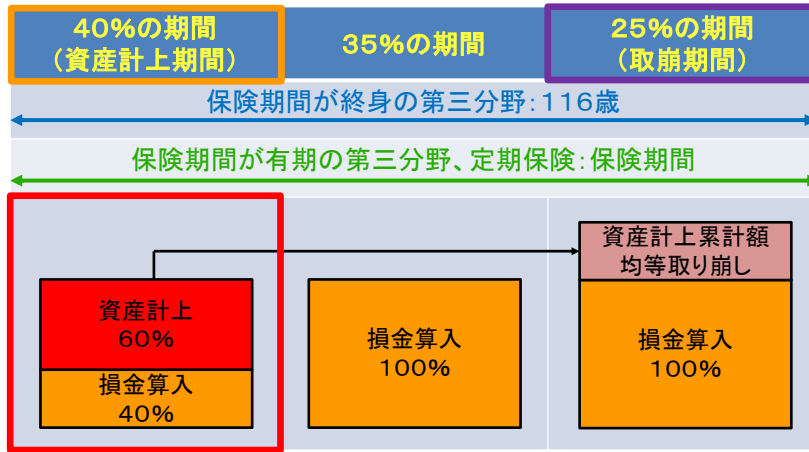 40%の期間
（資産計上期間）
35%の期間
25%の期間
（取崩期間）
保険期間が終身の第三分野：116歳
保険期間が有期の第三分野、定期保険：保険期間
資産計上
60%
損金算入
40%
損金算入
100%
資産計上累計額
均等取り崩し
損金算入
100%